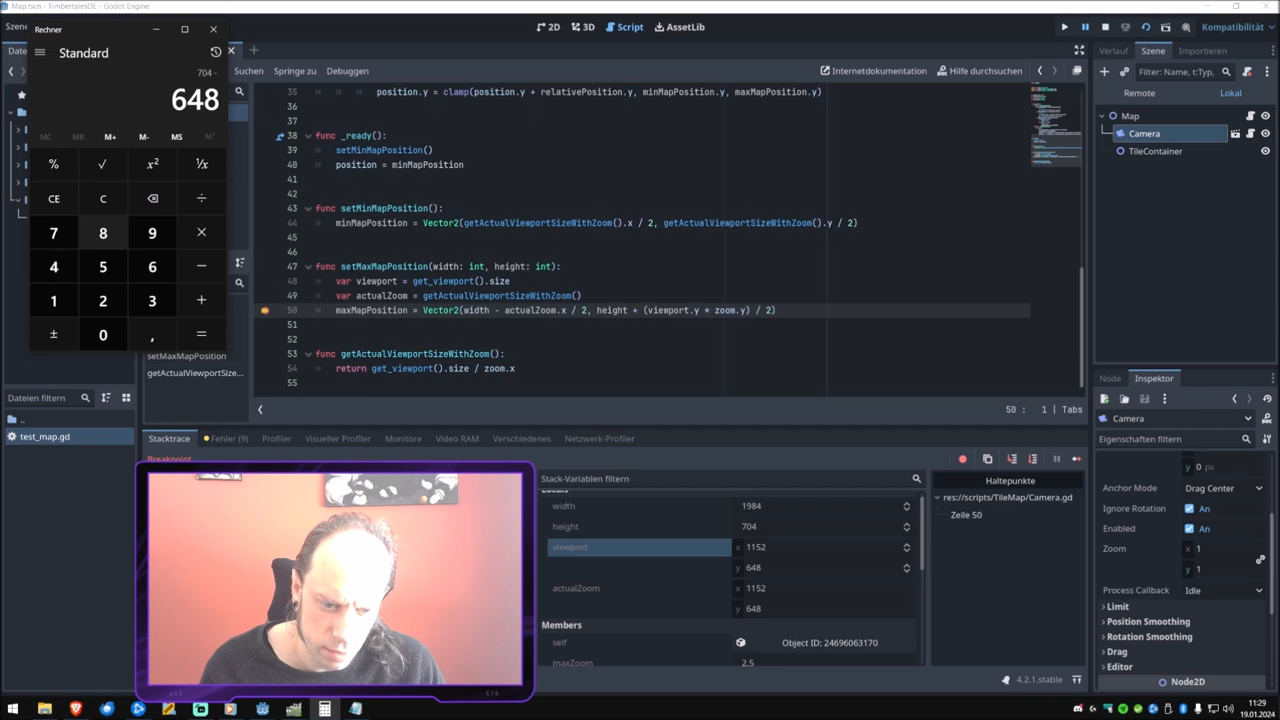 Map.tscn - TimbertalesDE - Godot Engine
Szene
2D
3D
Script
AssetLib
Kompatibilität
Rechner
Standard
704 -
648
MC MR M+ M- MS M˅
% √ x² ¹/x
CE C ÷
7 8 9 ×
4 5 6 −
1 2 3 +
± 0 , =
Suchen Springe zu Debuggen
Internetdokumentation Hilfe durchsuchen
35 position.y = clamp(position.y + relativePosition.y, minMapPosition.y, maxMapPosition.y)
36
37
38 func _ready():
39 setMinMapPosition()
40 position = minMapPosition
41
42
43 func setMinMapPosition():
44 minMapPosition = Vector2(getActualViewportSizeWithZoom().x / 2, getActualViewportSizeWithZoom().y / 2)
45
46
47 func setMaxMapPosition(width: int, height: int):
48 var viewport = get_viewport().size
49 var actualZoom = getActualViewportSizeWithZoom()
50 maxMapPosition = Vector2(width - actualZoom.x / 2, height + (viewport.y * zoom.y) / 2)
51
52
53 func getActualViewportSizeWithZoom():
54 return get_viewport().size / zoom.x
55
50 : 1 | Tabs
setMaxMapPosition
getActualViewportSize...
Dateien filtern
..
test_map.gd
Stacktrace Fehler (9) Profiler Visueller Profiler Monitore Video RAM Verschiedenes Netzwerk-Profiler
Breakpoint
Stack-Variablen filtern
Locals
width 1984
height 704
viewport x 1152
y 648
actualZoom x 1152
y 648
Members
self Object ID: 24696063170
maxZoom 2.5
Haltepunkte
res://scripts/TileMap/Camera.gd
Zeile 50
4.2.1.stable
Verlauf Szene Importieren
Filter: Name, t:Typ,
Remote Lokal
Map
Camera
TileContainer
Node Inspektor
Camera
Eigenschaften filtern
y 0 px
Anchor Mode Drag Center
Ignore Rotation An
Enabled An
Zoom x 1
y 1
Process Callback Idle
Limit
Position Smoothing
Rotation Smoothing
Drag
Editor
Node2D
11:29
19.01.2024